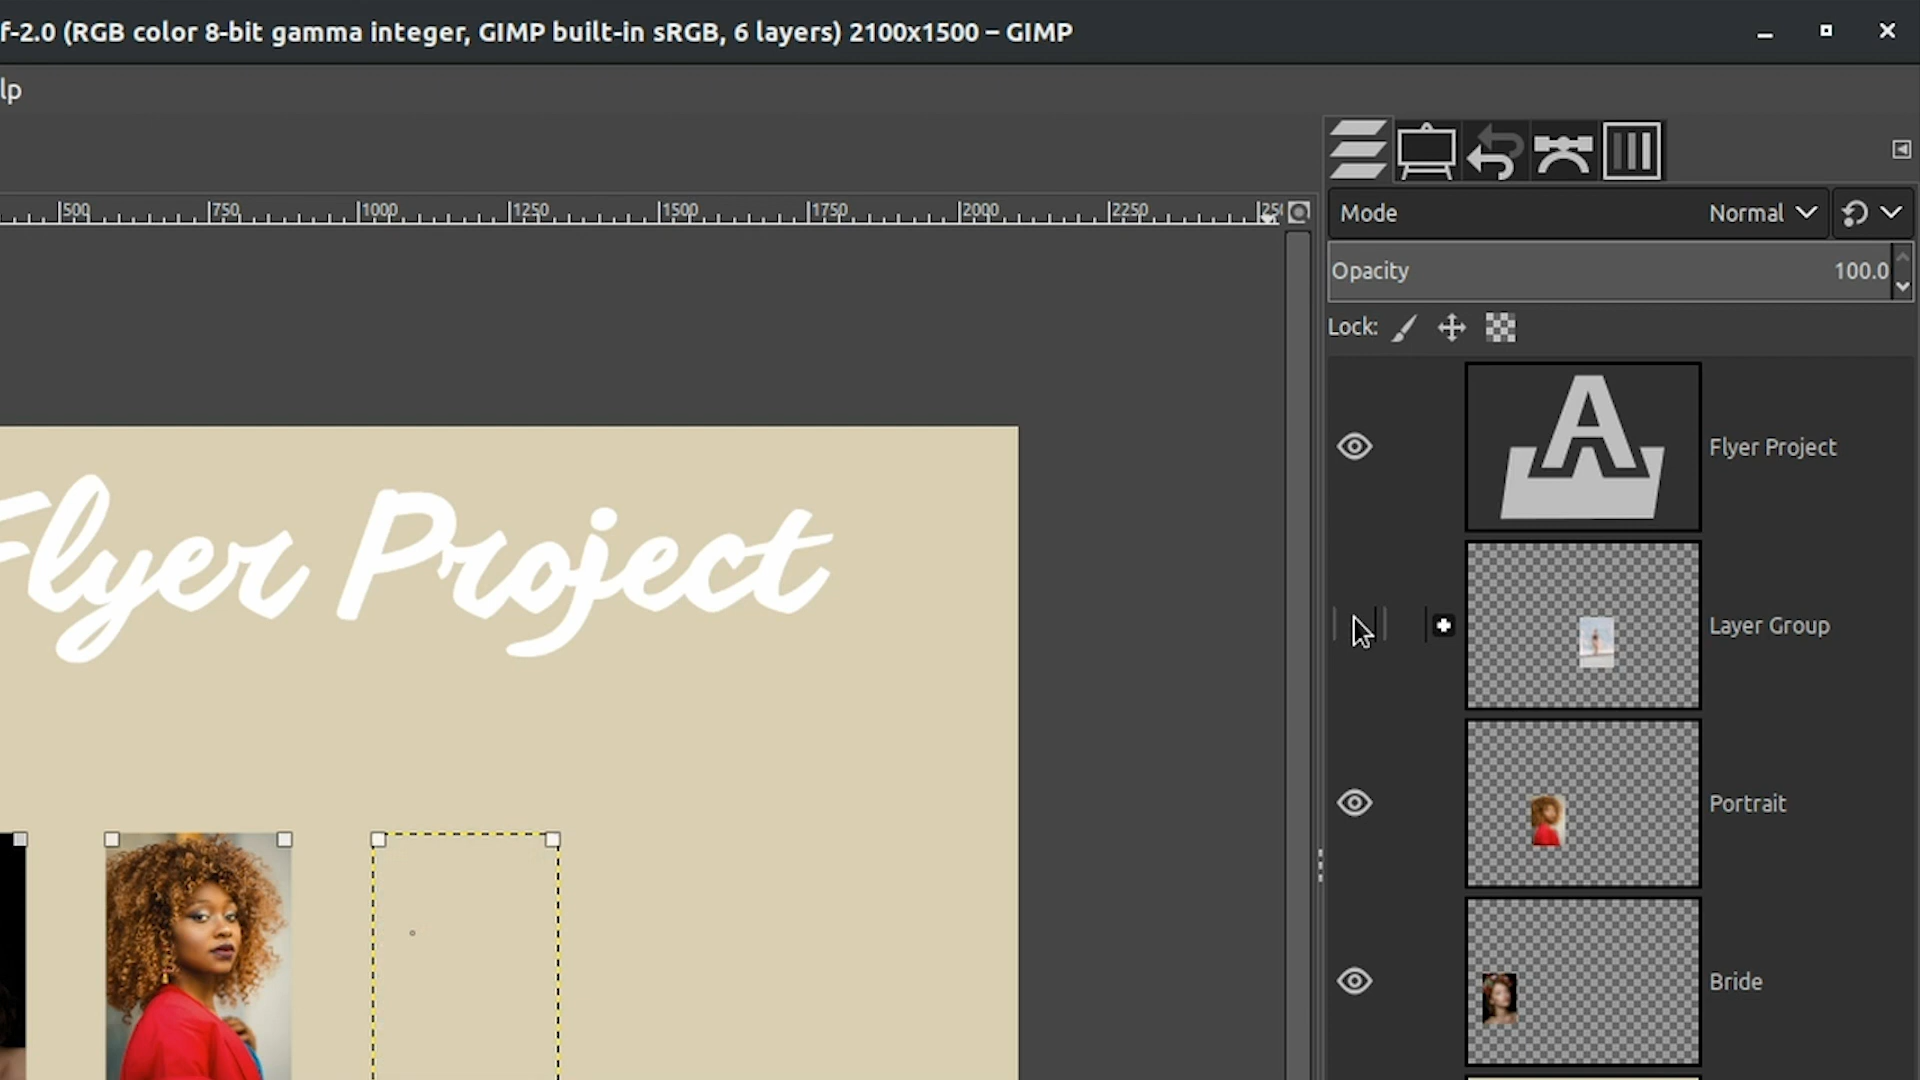 f-2.0 (RGB color 8-bit gamma integer, GIMP built-in sRGB, 6 layers) 2100x1500 – GIMP
lp
500 750 1000 1250 1500 1750 2000 2250 250
Mode Normal
Opacity 100.0
Lock:
Flyer Project
Flyer Project
Layer Group
Portrait
Bride